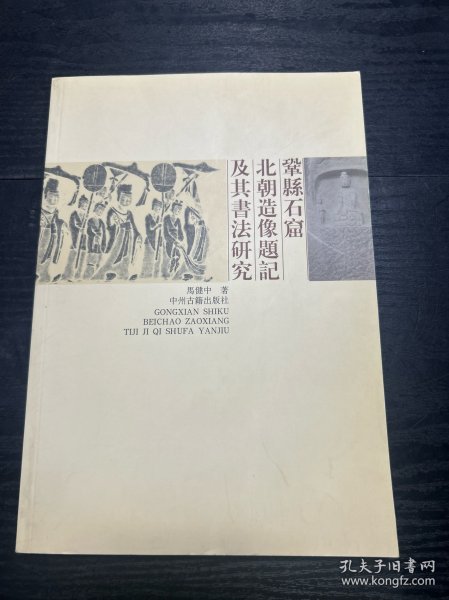 鞏縣石窟
北朝造像題記
及其書法研究
馬健中 著
中州古籍出版社
GONGXIAN SHIKU
BEICHAO ZAOXIANG
TIJI JI QI SHUFA YANJIU
孔夫子旧书网
www.kongfz.com